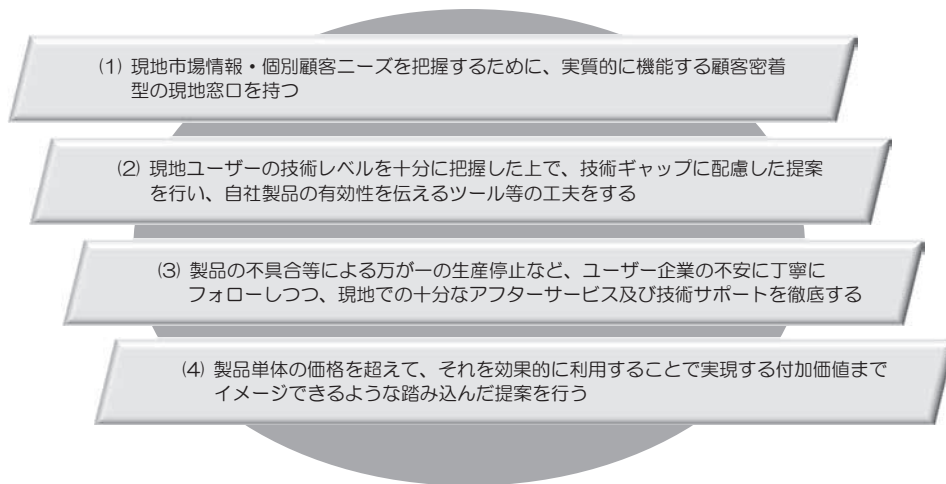 (1) 現地市場情報・個別顧客ニーズを把握するために、実質的に機能する顧客密着
型の現地窓口を持つ
(2) 現地ユーザーの技術レベルを十分に把握した上で、技術ギャップに配慮した提案
を行い、自社製品の有効性を伝えるツール等の工夫をする
(3) 製品の不具合等による万が一の生産停止など、ユーザー企業の不安に丁寧に
フォローしつつ、現地での十分なアフターサービス及び技術サポートを徹底する
(4) 製品単体の価格を超えて、それを効果的に利用することで実現する付加価値まで
イメージできるような踏み込んだ提案を行う